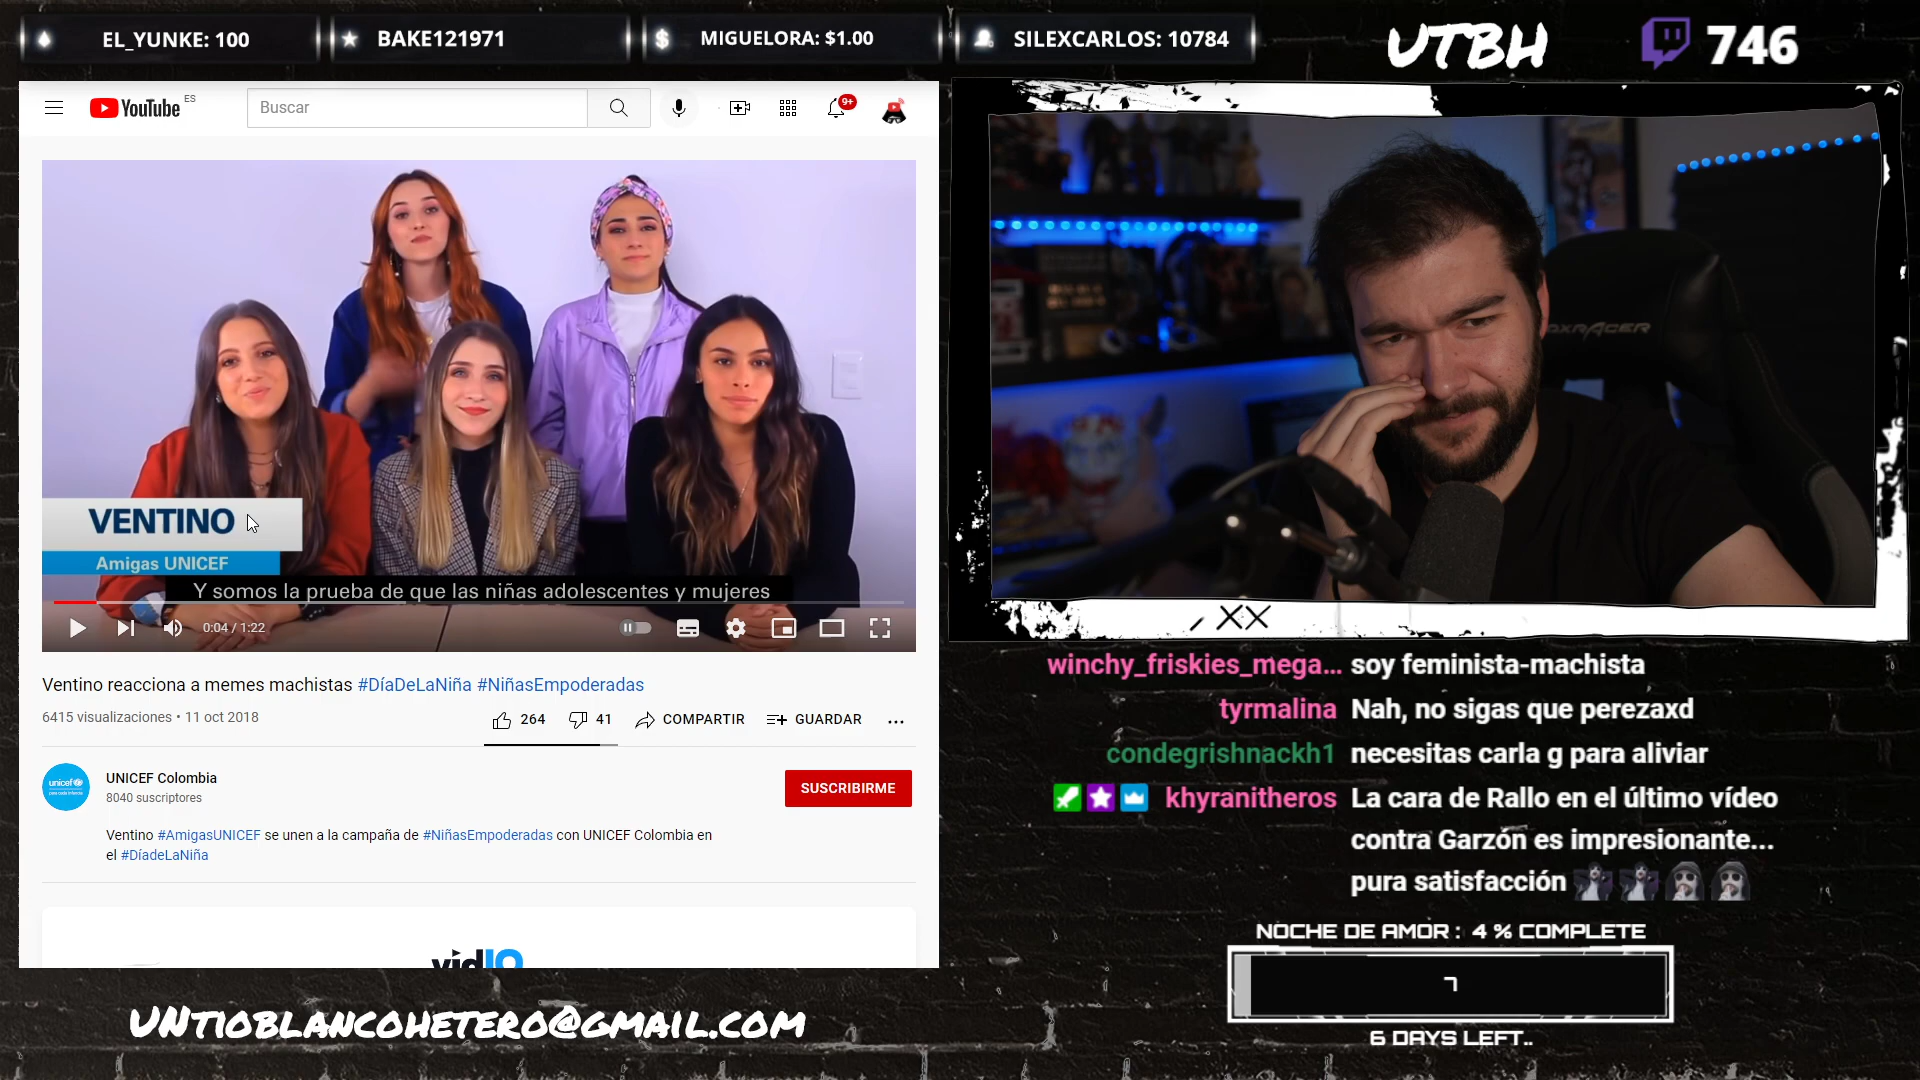 EL_YUNKE: 100
BAKE121971
MIGUELORA: $1.00
SILEXCARLOS: 10784
UTBH
746
YouTube ES
Buscar
9+
VENTINO
Amigas UNICEF
Y somos la prueba de que las niñas adolescentes y mujeres
0:04 / 1:22
Ventino reacciona a memes machistas #DíaDeLaNiña #NiñasEmpoderadas
6415 visualizaciones • 11 oct 2018
264
41
COMPARTIR
GUARDAR
unicef
UNICEF Colombia
8040 suscriptores
SUSCRIBIRME
Ventino #AmigasUNICEF se unen a la campaña de #NiñasEmpoderadas con UNICEF Colombia en
el #DíadeLaNiña
vidIQ
UNtioblancohetero@gmail.com
XX
winchy_friskies_mega... soy feminista-machista
tyrmalina Nah, no sigas que perezaxd
condegrishnackh1 necesitas carla g para aliviar
khyranitheros La cara de Rallo en el último vídeo
contra Garzón es impresionante...
pura satisfacción
NOCHE DE AMOR : 4 % COMPLETE
7
6 DAYS LEFT..